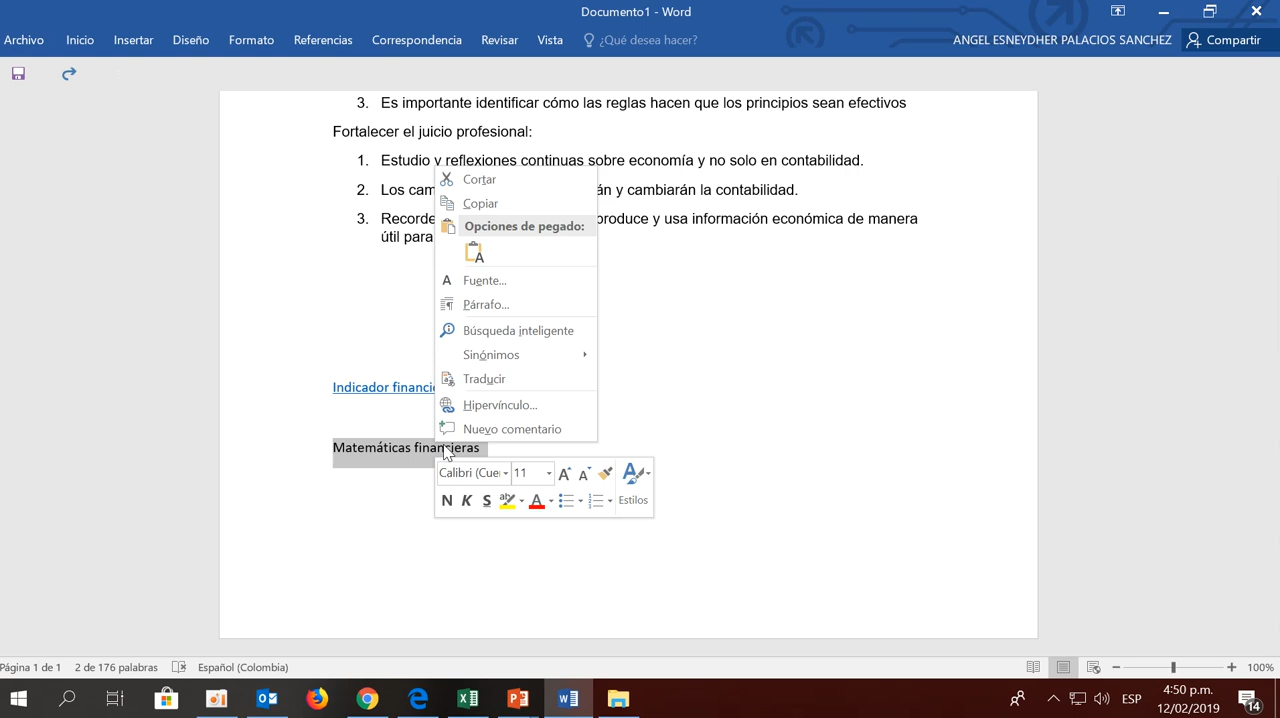 Documento1 - Word
Archivo Inicio Insertar Diseño Formato Referencias Correspondencia Revisar Vista ¿Qué desea hacer? ANGEL ESNEYDHER PALACIOS SANCHEZ Compartir
3. Es importante identificar cómo las reglas hacen que los principios sean efectivos
Fortalecer el juicio profesional:
1. Estudio y reflexiones continuas sobre economía y no solo en contabilidad.
Cortar
2. Los cam án y cambiarán la contabilidad.
Copiar
3. Recorde produce y usa información económica de manera
Opciones de pegado:
útil para
Fuente...
Párrafo...
Búsqueda inteligente
Sinónimos
Traducir
Indicador financie
Hipervínculo...
Nuevo comentario
Matemáticas financieras
Calibri (Cue 11
N K S ab A Estilos
Página 1 de 1 2 de 176 palabras Español (Colombia) 100%
ESP 4:50 p.m.
12/02/2019 14